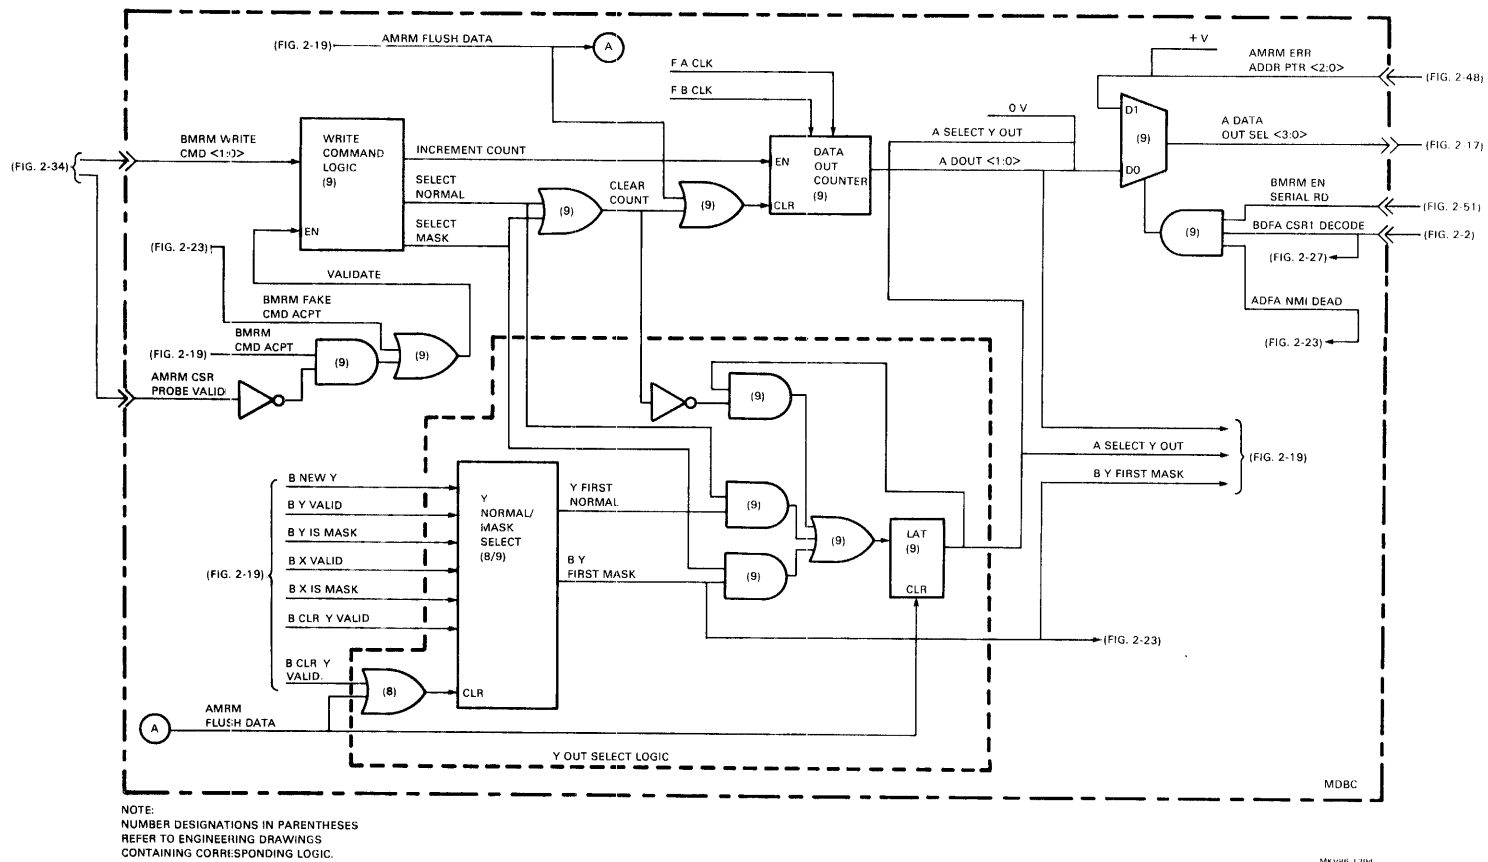 (FIG. 2-19)
AMRM FLUSH DATA
A
+ V
AMRM ERR
ADDR PTR <2:0>
(FIG. 2-48)
F A CLK
F B CLK
0 V
BMRM WRITE
CMD <1:0>
(FIG. 2-34)
WRITE
COMMAND
LOGIC
(9)
EN
INCREMENT COUNT
SELECT
NORMAL
SELECT
MASK
(9)
CLEAR
COUNT
(9)
EN
DATA
OUT
COUNTER
(9)
CLR
A SELECT Y OUT
A DOUT <1:0>
D1
(9)
D0
A DATA
OUT SEL <3:0>
(FIG. 2-17)
BMRM EN
SERIAL RD
(FIG. 2-51)
(9)
BDFA CSR1 DECODE
(FIG. 2-2)
(FIG. 2-27)
ADFA NMI DEAD
(FIG. 2-23)
(FIG. 2-23)
VALIDATE
BMRM FAKE
CMD ACPT
BMRM
CMD ACPT
(FIG. 2-19)
(9)
(9)
AMRM CSR
PROBE VALID
(9)
A SELECT Y OUT
B Y FIRST MASK
(FIG. 2-19)
B NEW Y
B Y VALID
B Y IS MASK
B X VALID
B X IS MASK
B CLR Y VALID
(FIG. 2-19)
B CLR Y
VALID.
(8)
Y
NORMAL/
MASK
SELECT
(8/9)
CLR
Y FIRST
NORMAL
B Y
FIRST MASK
(9)
(9)
(9)
LAT
(9)
CLR
(FIG. 2-23)
A
AMRM
FLUSH DATA
Y OUT SELECT LOGIC
MDBC
NOTE:
NUMBER DESIGNATIONS IN PARENTHESES
REFER TO ENGINEERING DRAWINGS
CONTAINING CORRESPONDING LOGIC.